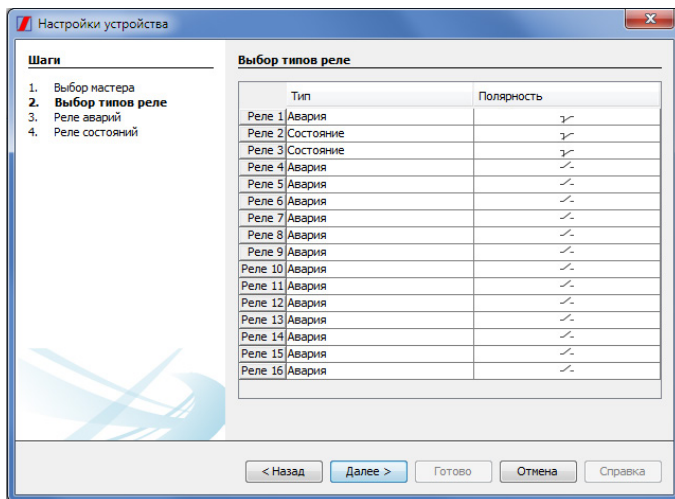 Настройки устройства
Шаги
1. Выбор мастера
2. Выбор типов реле
3. Реле аварий
4. Реле состояний
Выбор типов реле
Тип Полярность
Реле 1 Авария
Реле 2 Состояние
Реле 3 Состояние
Реле 4 Авария
Реле 5 Авария
Реле 6 Авария
Реле 7 Авария
Реле 8 Авария
Реле 9 Авария
Реле 10 Авария
Реле 11 Авария
Реле 12 Авария
Реле 13 Авария
Реле 14 Авария
Реле 15 Авария
Реле 16 Авария
< Назад Далее > Готово Отмена Справка